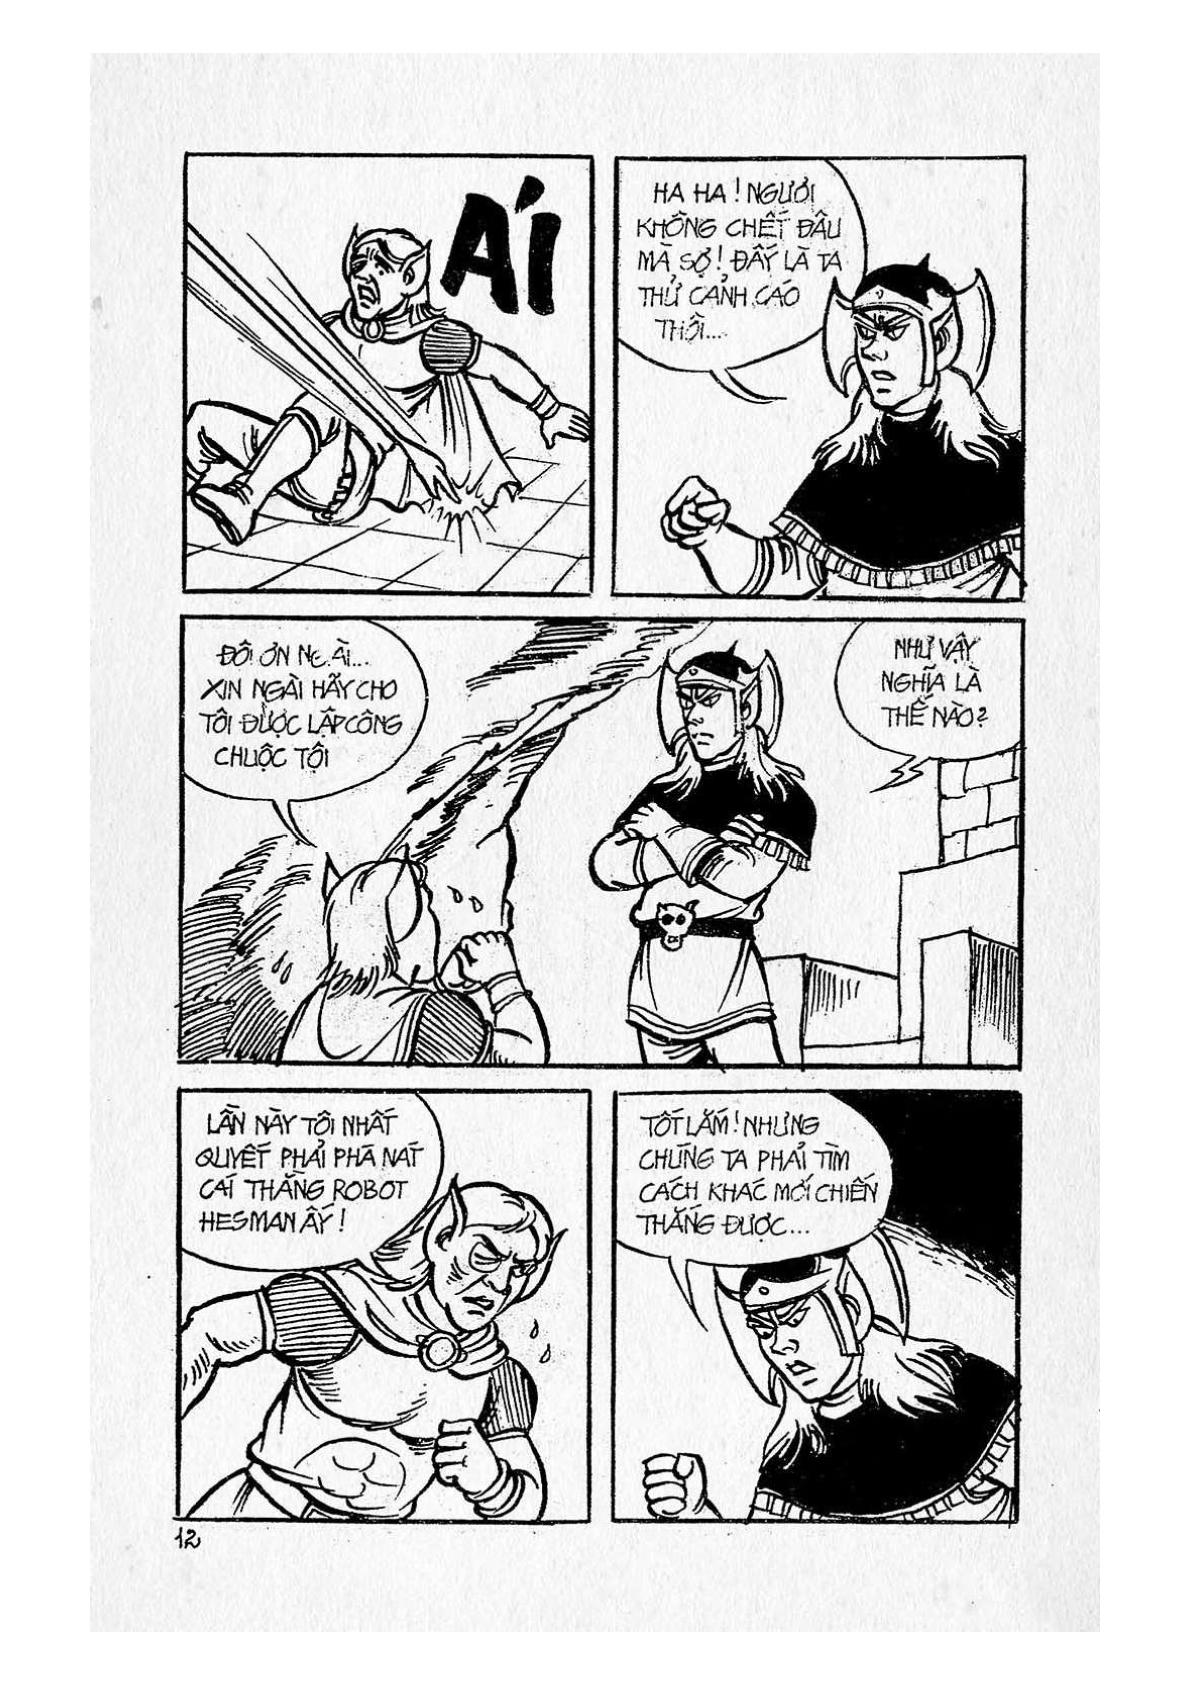 ÁI
HA HA! NGƯƠI
KHÔNG CHẾT ĐÂU
MÀ SỢ! ĐẤY LÀ TA
THỬ CẢNH CÁO
THÔI...
ĐỘI ƠN NGÀI...
XIN NGÀI HÃY CHO
TÔI ĐƯỢC LẬP CÔNG
CHUỘC TỘI
NHƯ VẬY
NGHĨA LÀ
THẾ NÀO?
LẦN NÀY TÔI NHẤT
QUYẾT PHẢI PHÁ NÁT
CÁI THẰNG ROBOT
HESMAN ẤY!
TỐT LẮM! NHƯNG
CHÚNG TA PHẢI TÌM
CÁCH KHÁC MỚI CHIẾN
THẮNG ĐƯỢC...
12